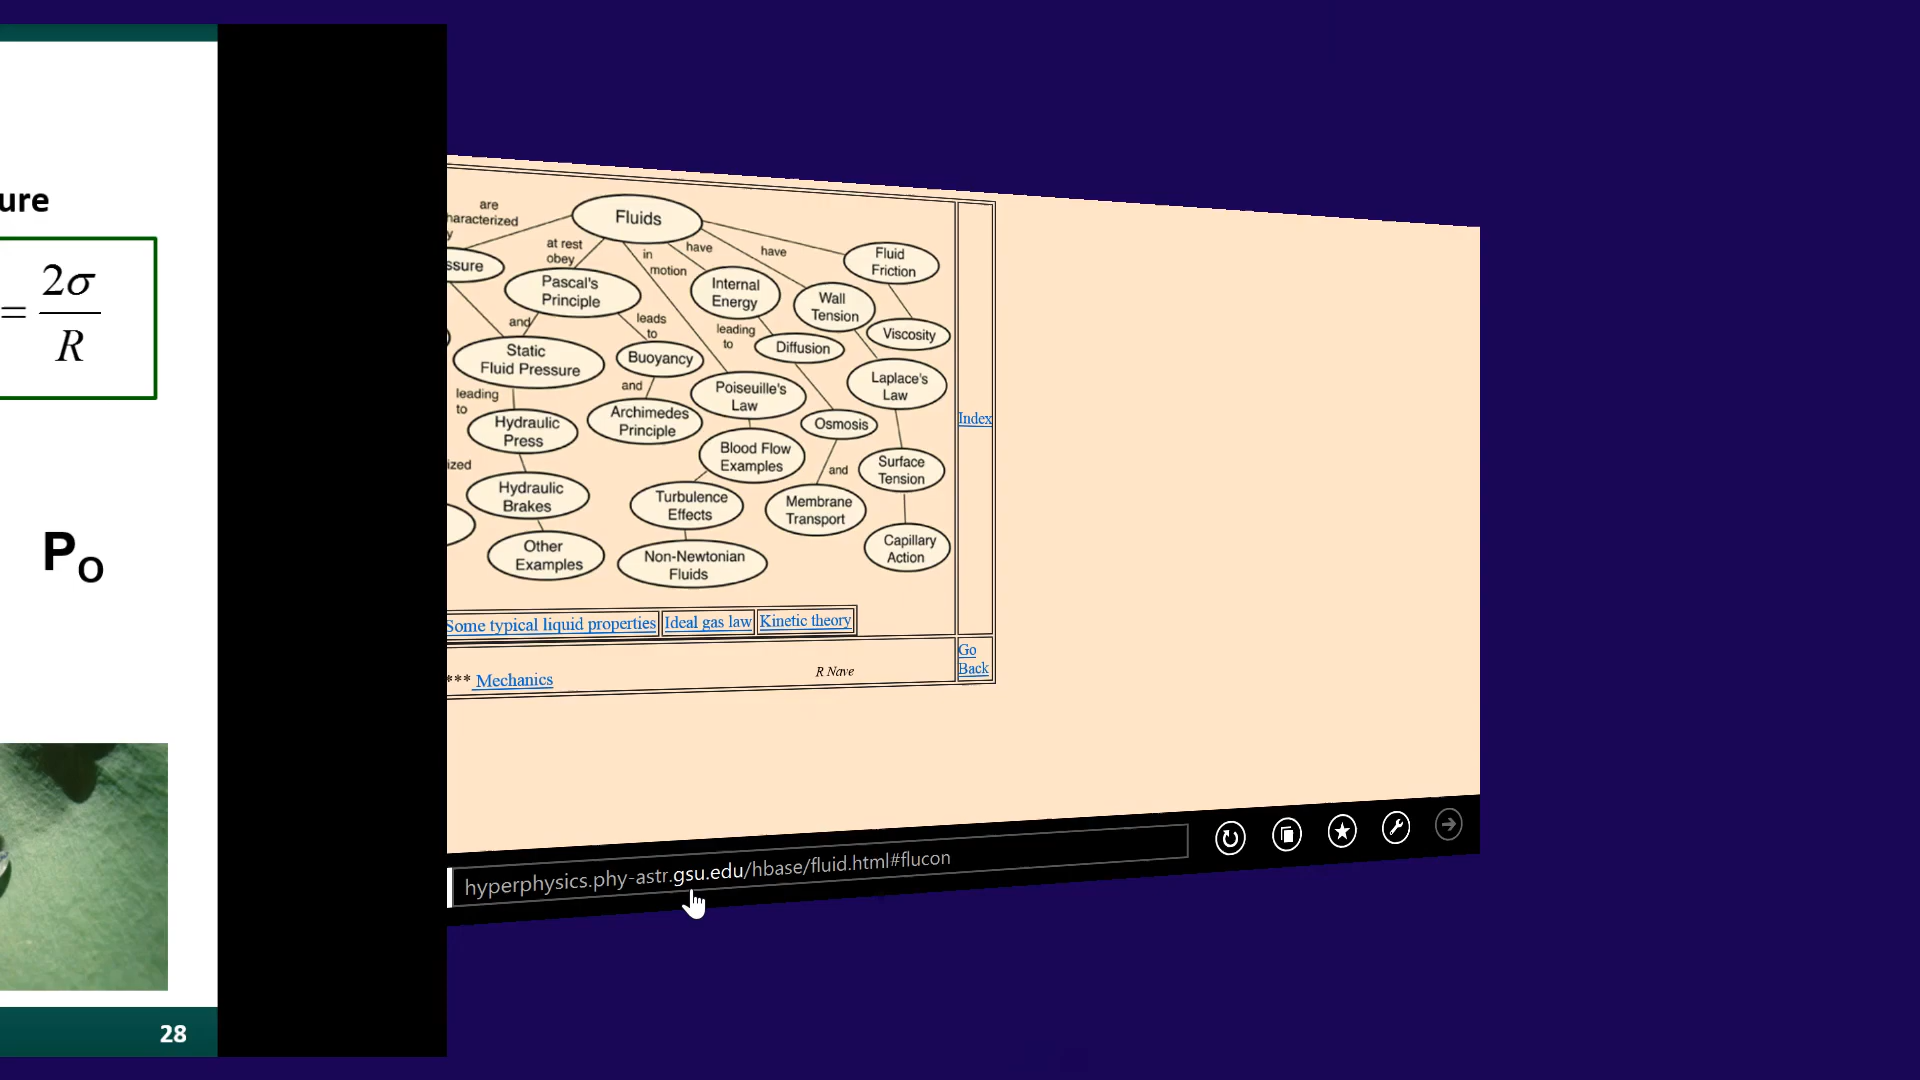 ure
= 2σ
R
P O
28
are
haracterized
y
Fluids
at rest
obey
in
motion
have
have
Fluid
Friction
ssure
Pascal's
Principle
Internal
Energy
Wall
Tension
and
leads
to
leading
to
Diffusion
Viscosity
Static
Fluid Pressure
Buoyancy
Laplace's
Law
leading
to
and
Poiseuille's
Law
Hydraulic
Press
Archimedes
Principle
Osmosis
Index
ized
Blood Flow
Examples
and
Surface
Tension
Hydraulic
Brakes
Turbulence
Effects
Membrane
Transport
Other
Examples
Non-Newtonian
Fluids
Capillary
Action
Some typical liquid properties Ideal gas law Kinetic theory
*** Mechanics
R Nave
Go
Back
hyperphysics.phy-astr.gsu.edu/hbase/fluid.html#flucon